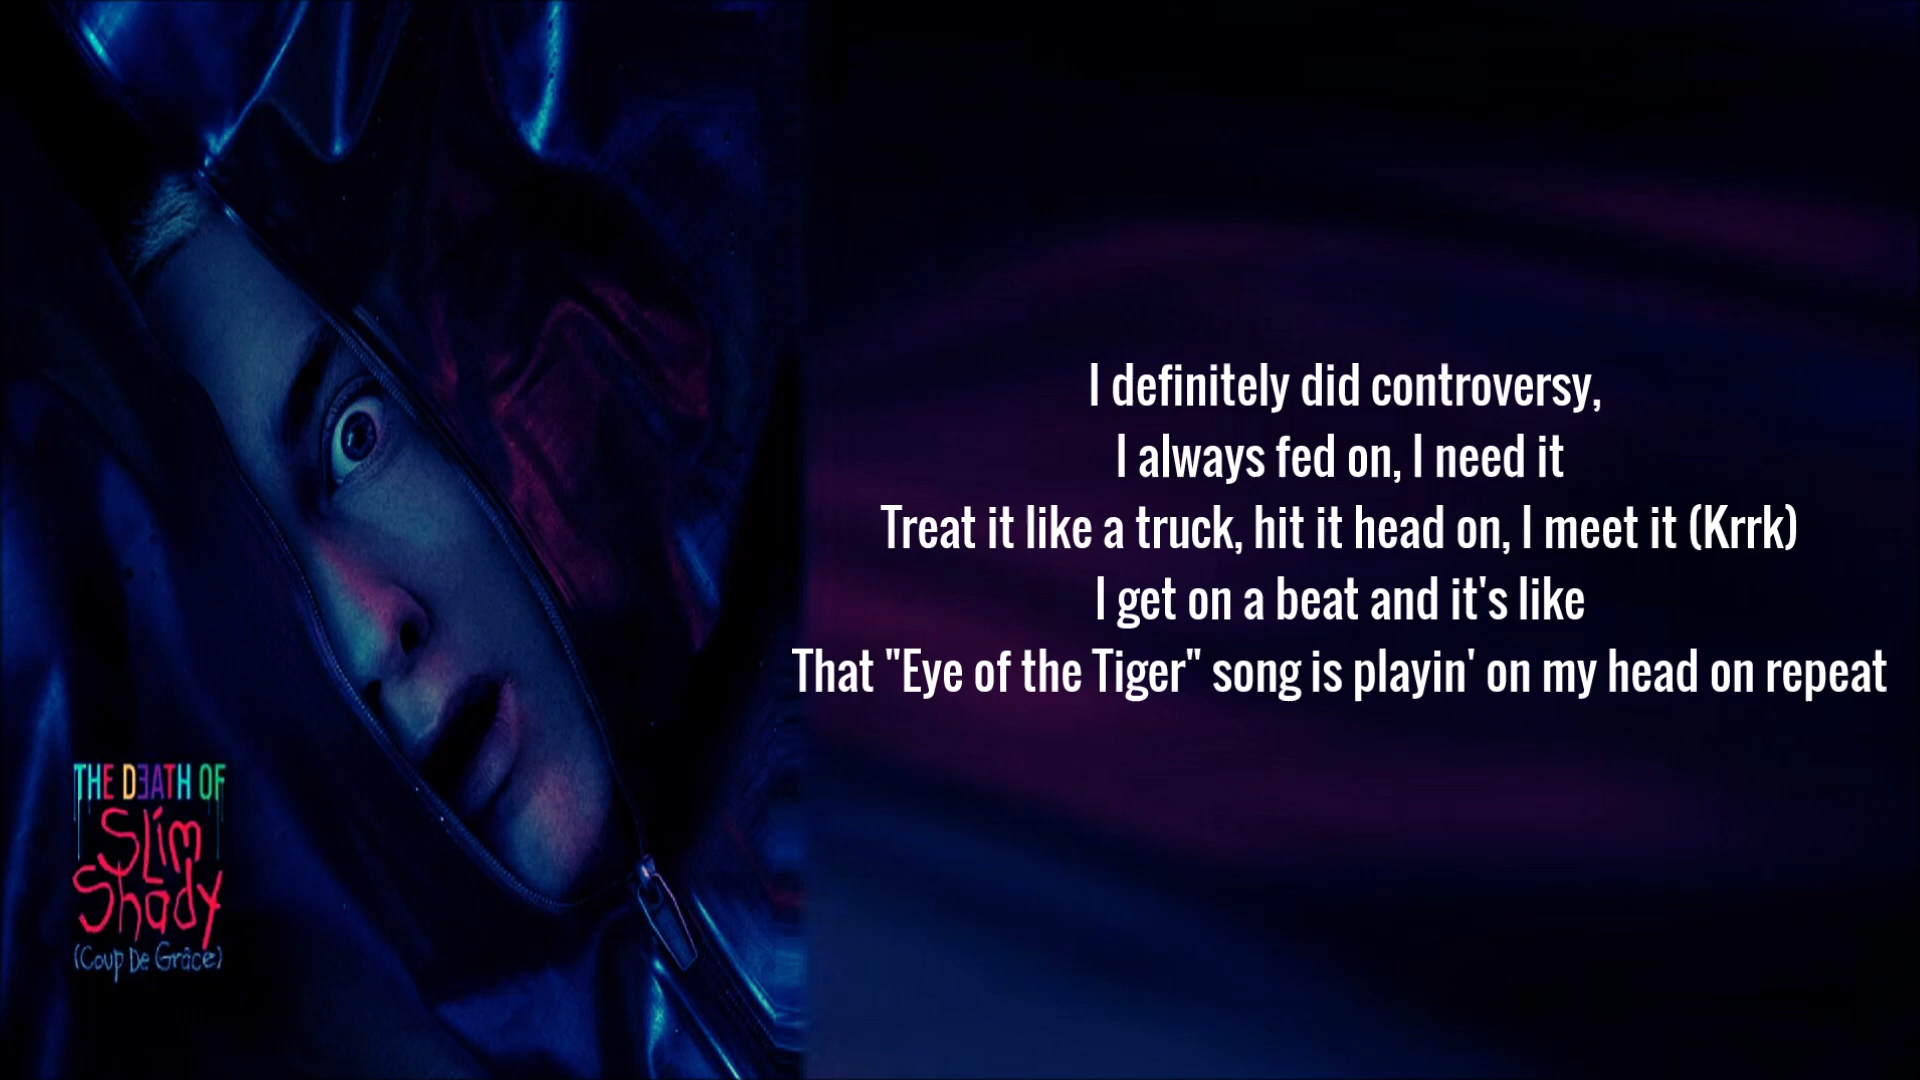 I definitely did controversy,
I always fed on, I need it
Treat it like a truck, hit it head on, I meet it (Krrk)
I get on a beat and it's like
That "Eye of the Tiger" song is playin' on my head on repeat
THE DƎATH OF
Slim
Shady
(Coup De Grâce)